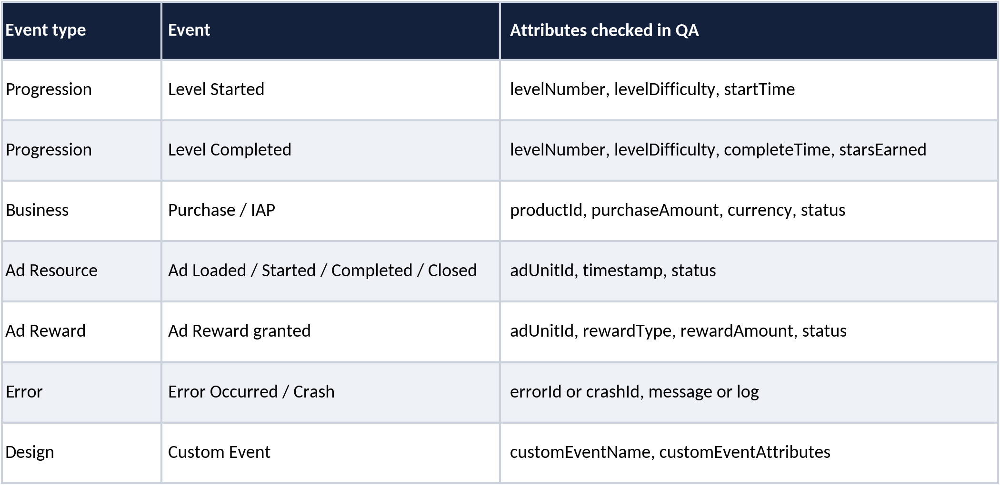 Event type Event Attributes checked in QA
Progression Level Started levelNumber, levelDifficulty, startTime
Progression Level Completed levelNumber, levelDifficulty, completeTime, starsEarned
Business Purchase / IAP productId, purchaseAmount, currency, status
Ad Resource Ad Loaded / Started / Completed / Closed adUnitId, timestamp, status
Ad Reward Ad Reward granted adUnitId, rewardType, rewardAmount, status
Error Error Occurred / Crash errorId or crashId, message or log
Design Custom Event customEventName, customEventAttributes